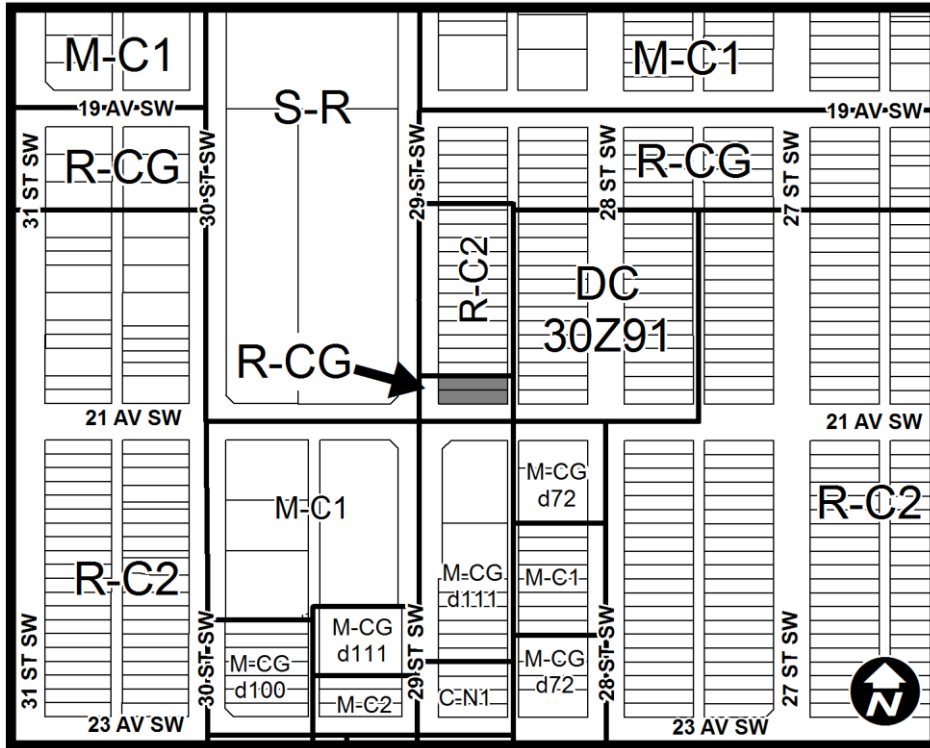 M-C1
M-C1
19 AV SW
S-R
19 AV SW
31 ST SW
R-CG
30 ST SW
29 ST SW
28 ST SW
R-CG
27 ST SW
R-C2
DC
30Z91
R-CG
21 AV SW
21 AV SW
M-CG
d72
M-C1
R-C2
R-C2
M-CG
d111
M-C1
M-CG
d111
31 ST SW
30 ST SW
M-CG
d100
29 ST SW
M-CG
d72
28 ST SW
27 ST SW
M-C2
C-N1
23 AV SW
23 AV SW
N